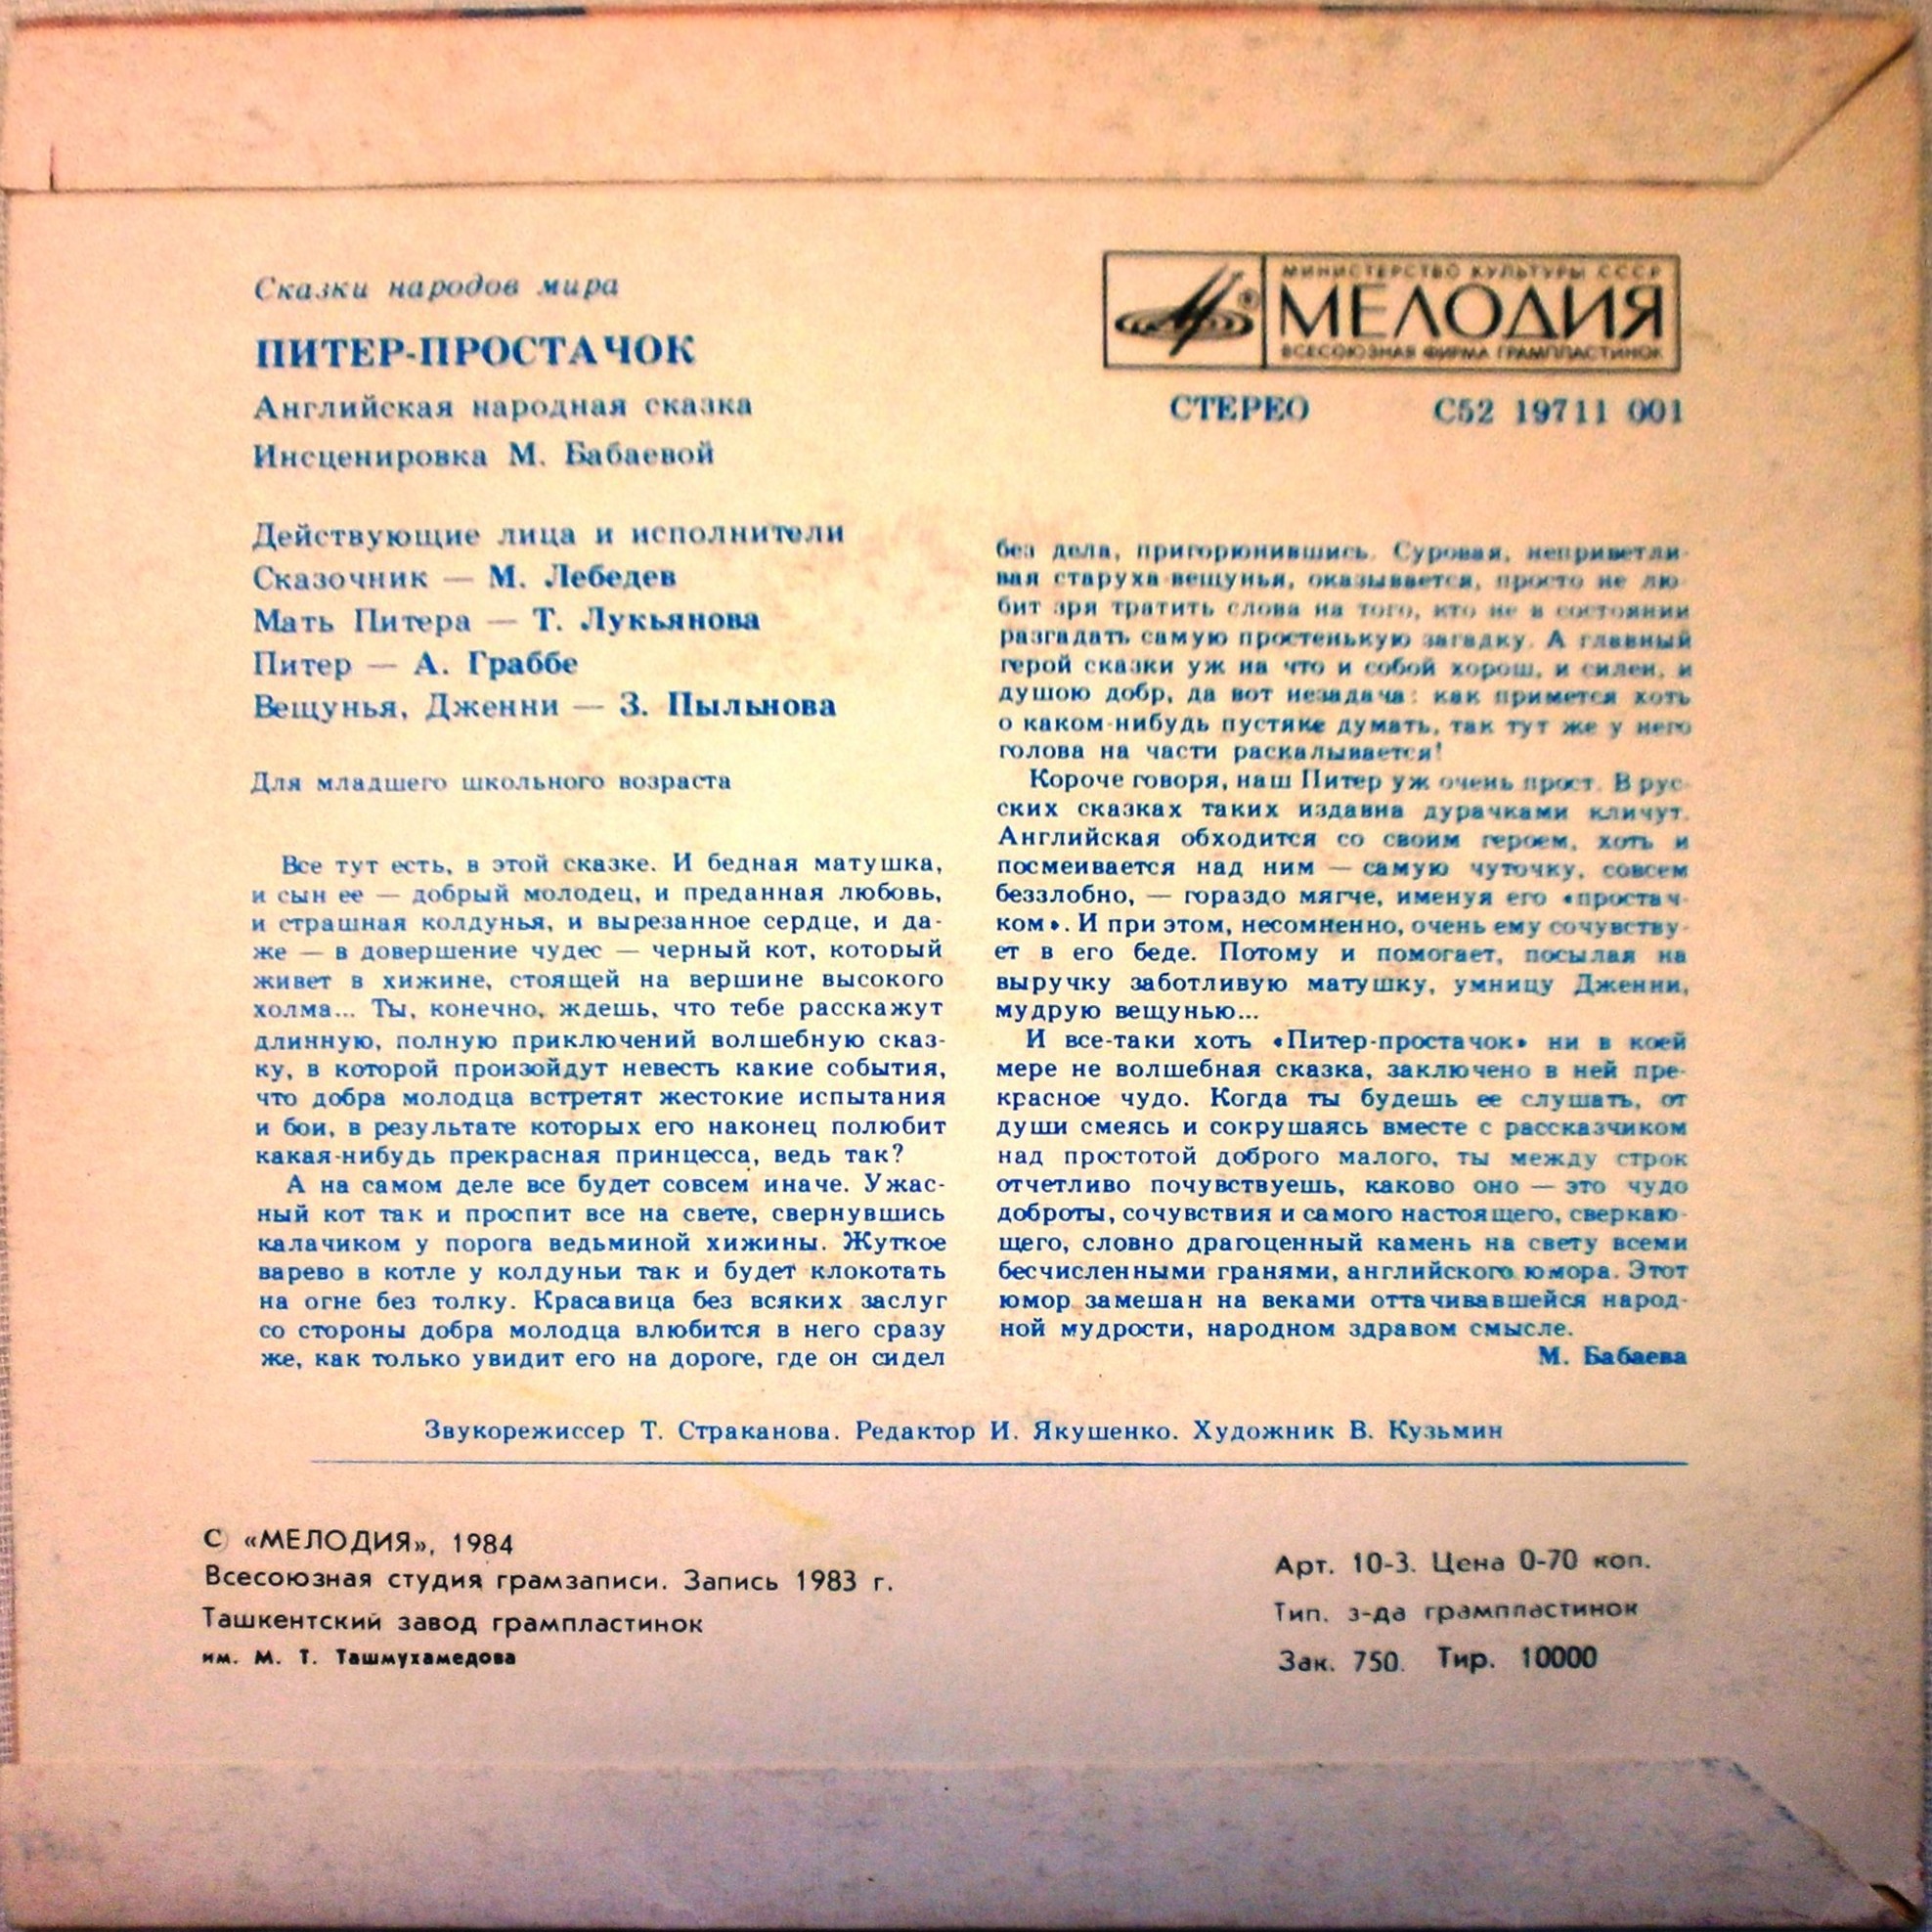 Сказки народов мира
ПИТЕР-ПРОСТАЧОК
Английская народная сказка
Инсценировка М. Бабаевой
МИНИСТЕРСТВО КУЛЬТУРЫ СССР
МЕЛОДИЯ
ВСЕСОЮЗНАЯ ФИРМА ГРАМПЛАСТИНОК
СТЕРЕО С52 19711 001
Действующие лица и исполнители
Сказочник — М. Лебедев
Мать Питера — Т. Лукьянова
Питер — А. Граббе
Вещунья, Дженни — З. Пыльнова
Для младшего школьного возраста
Все тут есть, в этой сказке. И бедная матушка,
и сын ее — добрый молодец, и преданная любовь,
и страшная колдунья, и вырезанное сердце, и да-
же — в довершение чудес — черный кот, который
живет в хижине, стоящей на вершине высокого
холма... Ты, конечно, ждешь, что тебе расскажут
длинную, полную приключений волшебную сказ-
ку, в которой произойдут невесть какие события,
что добра молодца встретят жестокие испытания
и бои, в результате которых его наконец полюбит
какая-нибудь прекрасная принцесса, ведь так?
А на самом деле все будет совсем иначе. Ужас-
ный кот так и проспит все на свете, свернувшись
калачиком у порога ведьминой хижины. Жуткое
варево в котле у колдуньи так и будет клокотать
на огне без толку. Красавица без всяких заслуг
со стороны добра молодца влюбится в него сразу
же, как только увидит его на дороге, где он сидел
без дела, пригорюнившись. Суровая, неприветли-
вая старуха-вещунья, оказывается, просто не лю-
бит зря тратить слова на того, кто не в состоянии
разгадать самую простенькую загадку. А главный
герой сказки уж на что и собой хорош, и силен, и
душою добр, да вот незадача: как примется хоть
о каком-нибудь пустяке думать, так тут же у него
голова на части раскалывается!
Короче говоря, наш Питер уж очень прост. В рус-
ских сказках таких издавна дурачками кличут.
Английская обходится со своим героем, хоть и
посмеивается над ним — самую чуточку, совсем
беззлобно, — гораздо мягче, именуя его «простач-
ком». И при этом, несомненно, очень ему сочувству-
ет в его беде. Потому и помогает, посылая на
выручку заботливую матушку, умницу Дженни,
мудрую вещунью...
И все-таки хоть «Питер-простачок» ни в коей
мере не волшебная сказка, заключено в ней пре-
красное чудо. Когда ты будешь ее слушать, от
души смеясь и сокрушаясь вместе с рассказчиком
над простотой доброго малого, ты между строк
отчетливо почувствуешь, каково оно — это чудо
доброты, сочувствия и самого настоящего, сверкаю-
щего, словно драгоценный камень на свету всеми
бесчисленными гранями, английского юмора. Этот
юмор замешан на веками оттачивавшейся народ-
ной мудрости, народном здравом смысле.
М. Бабаева
Звукорежиссер Т. Страканова. Редактор И. Якушенко. Художник В. Кузьмин
С «МЕЛОДИЯ», 1984
Всесоюзная студия грамзаписи. Запись 1983 г.
Ташкентский завод грампластинок
им. М. Т. Ташмухамедова
Арт. 10-3. Цена 0-70 коп.
Тип. з-да грампластинок
Зак. 750. Тир. 10000